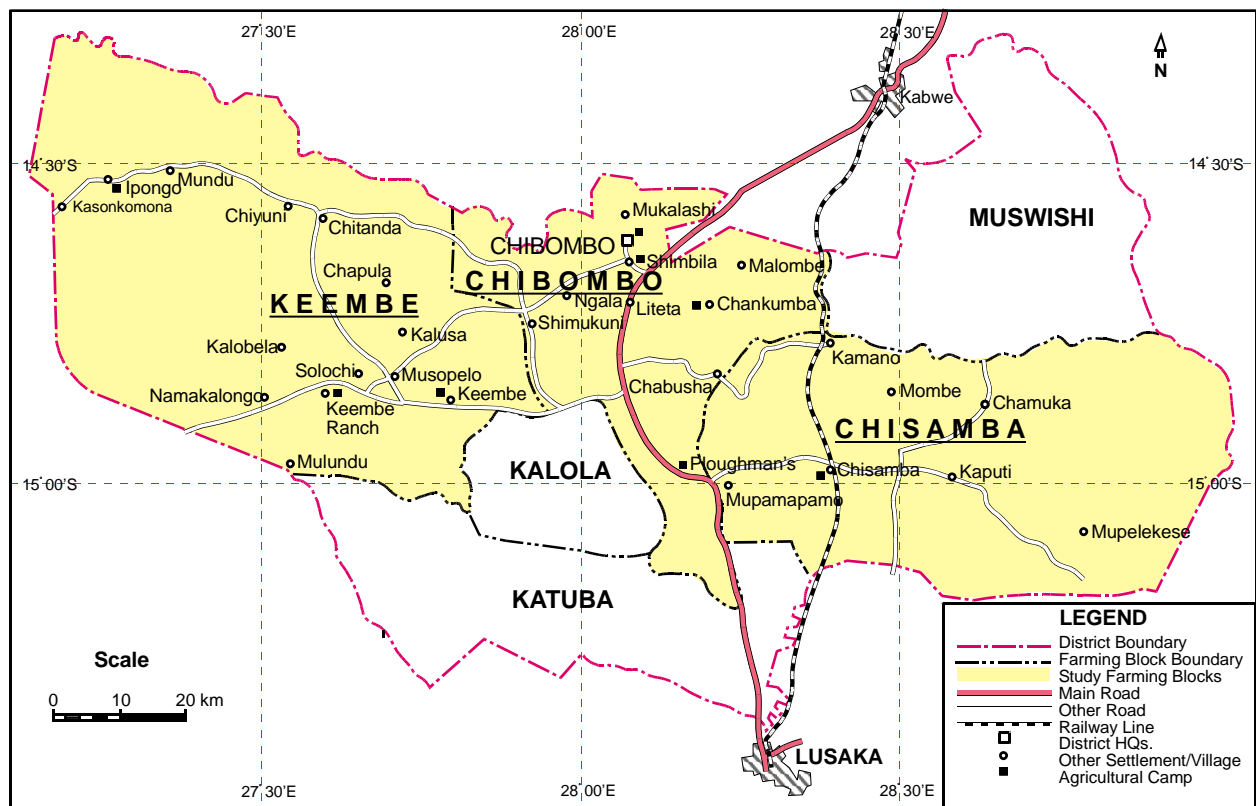 27°30'E
28°00'E
28°30'E
N
Kabwe
14°30'S
14°30'S
Mundu
Ipongo
Kasonkomona
Chiyuni
Chitanda
Mukalashi
MUSWISHI
CHIBOMBO
Shimbila
Malombe
Chapula
CHIBOMBO
KEEMBE
Ngala
Liteta
Chankumba
Shimukuni
Kalusa
Kalobela
Kamano
Solochi
Musopelo
Chabusha
Namakalongo
Keembe
Ranch
Keembe
Mombe
Chamuka
CHISAMBA
Mulundu
KALOLA
Ploughman's
Chisamba
Kaputi
15°00'S
Mupamapamo
15°00'S
Mupelekese
KATUBA
Scale
0 10 20 km
LEGEND
District Boundary
Farming Block Boundary
Study Farming Blocks
Main Road
Other Road
Railway Line
District HQs.
Other Settlement/Village
Agricultural Camp
LUSAKA
27°30'E
28°00'E
28°30'E